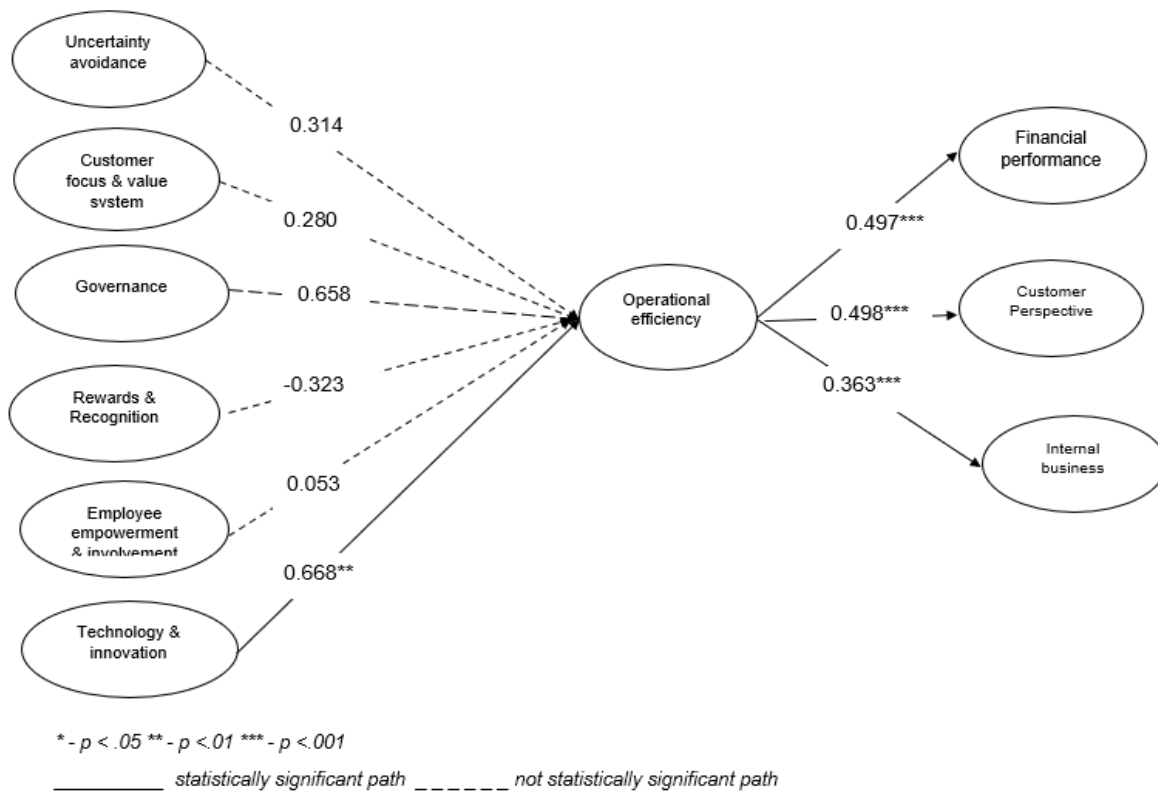 Uncertainty
avoidance
0.314
Customer
focus & value
system
0.280
Governance
0.658
Rewards &
Recognition
-0.323
Employee
empowerment
& involvement
0.053
Technology &
innovation
0.668**
Operational
efficiency
Financial
performance
0.497***
Customer
Perspective
0.498***
Internal
business
0.363***
* - p < .05 ** - p <.01 *** - p <.001
__________ statistically significant path _ _ _ _ _ _ not statistically significant path